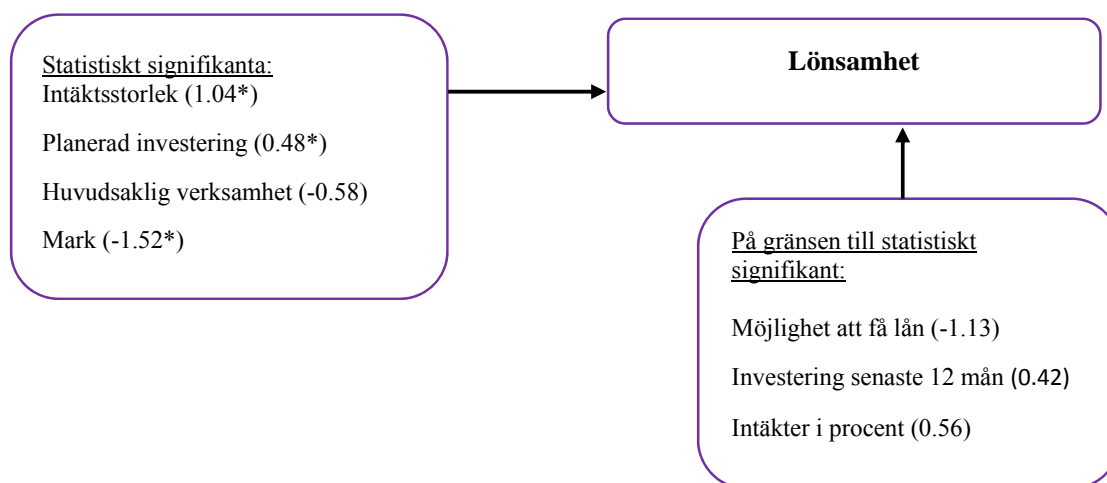 Statistiskt signifikanta:
Intäktsstorlek (1.04*)
Planerad investering (0.48*)
Huvudsaklig verksamhet (-0.58)
Mark (-1.52*)
Lönsamhet
På gränsen till statistiskt
signifikant:
Möjlighet att få lån (-1.13)
Investering senaste 12 mån (0.42)
Intäkter i procent (0.56)